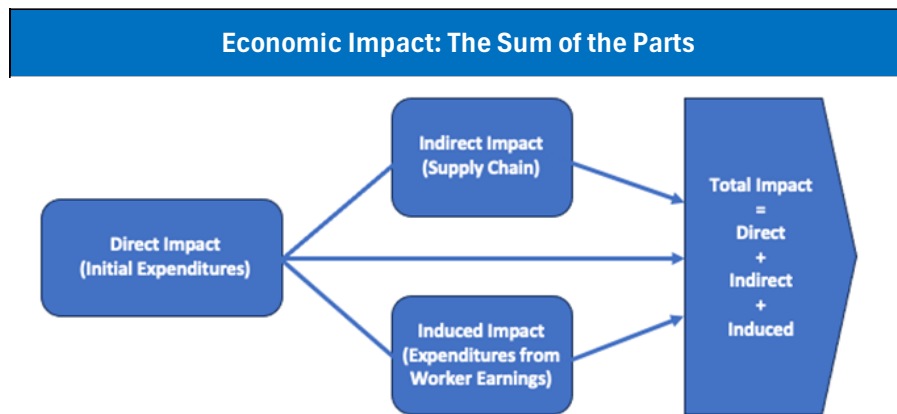 Economic Impact: The Sum of the Parts
Indirect Impact
(Supply Chain)
Direct Impact
(Initial Expenditures)
Induced Impact
(Expenditures from
Worker Earnings)
Total Impact
=
Direct
+
Indirect
+
Induced